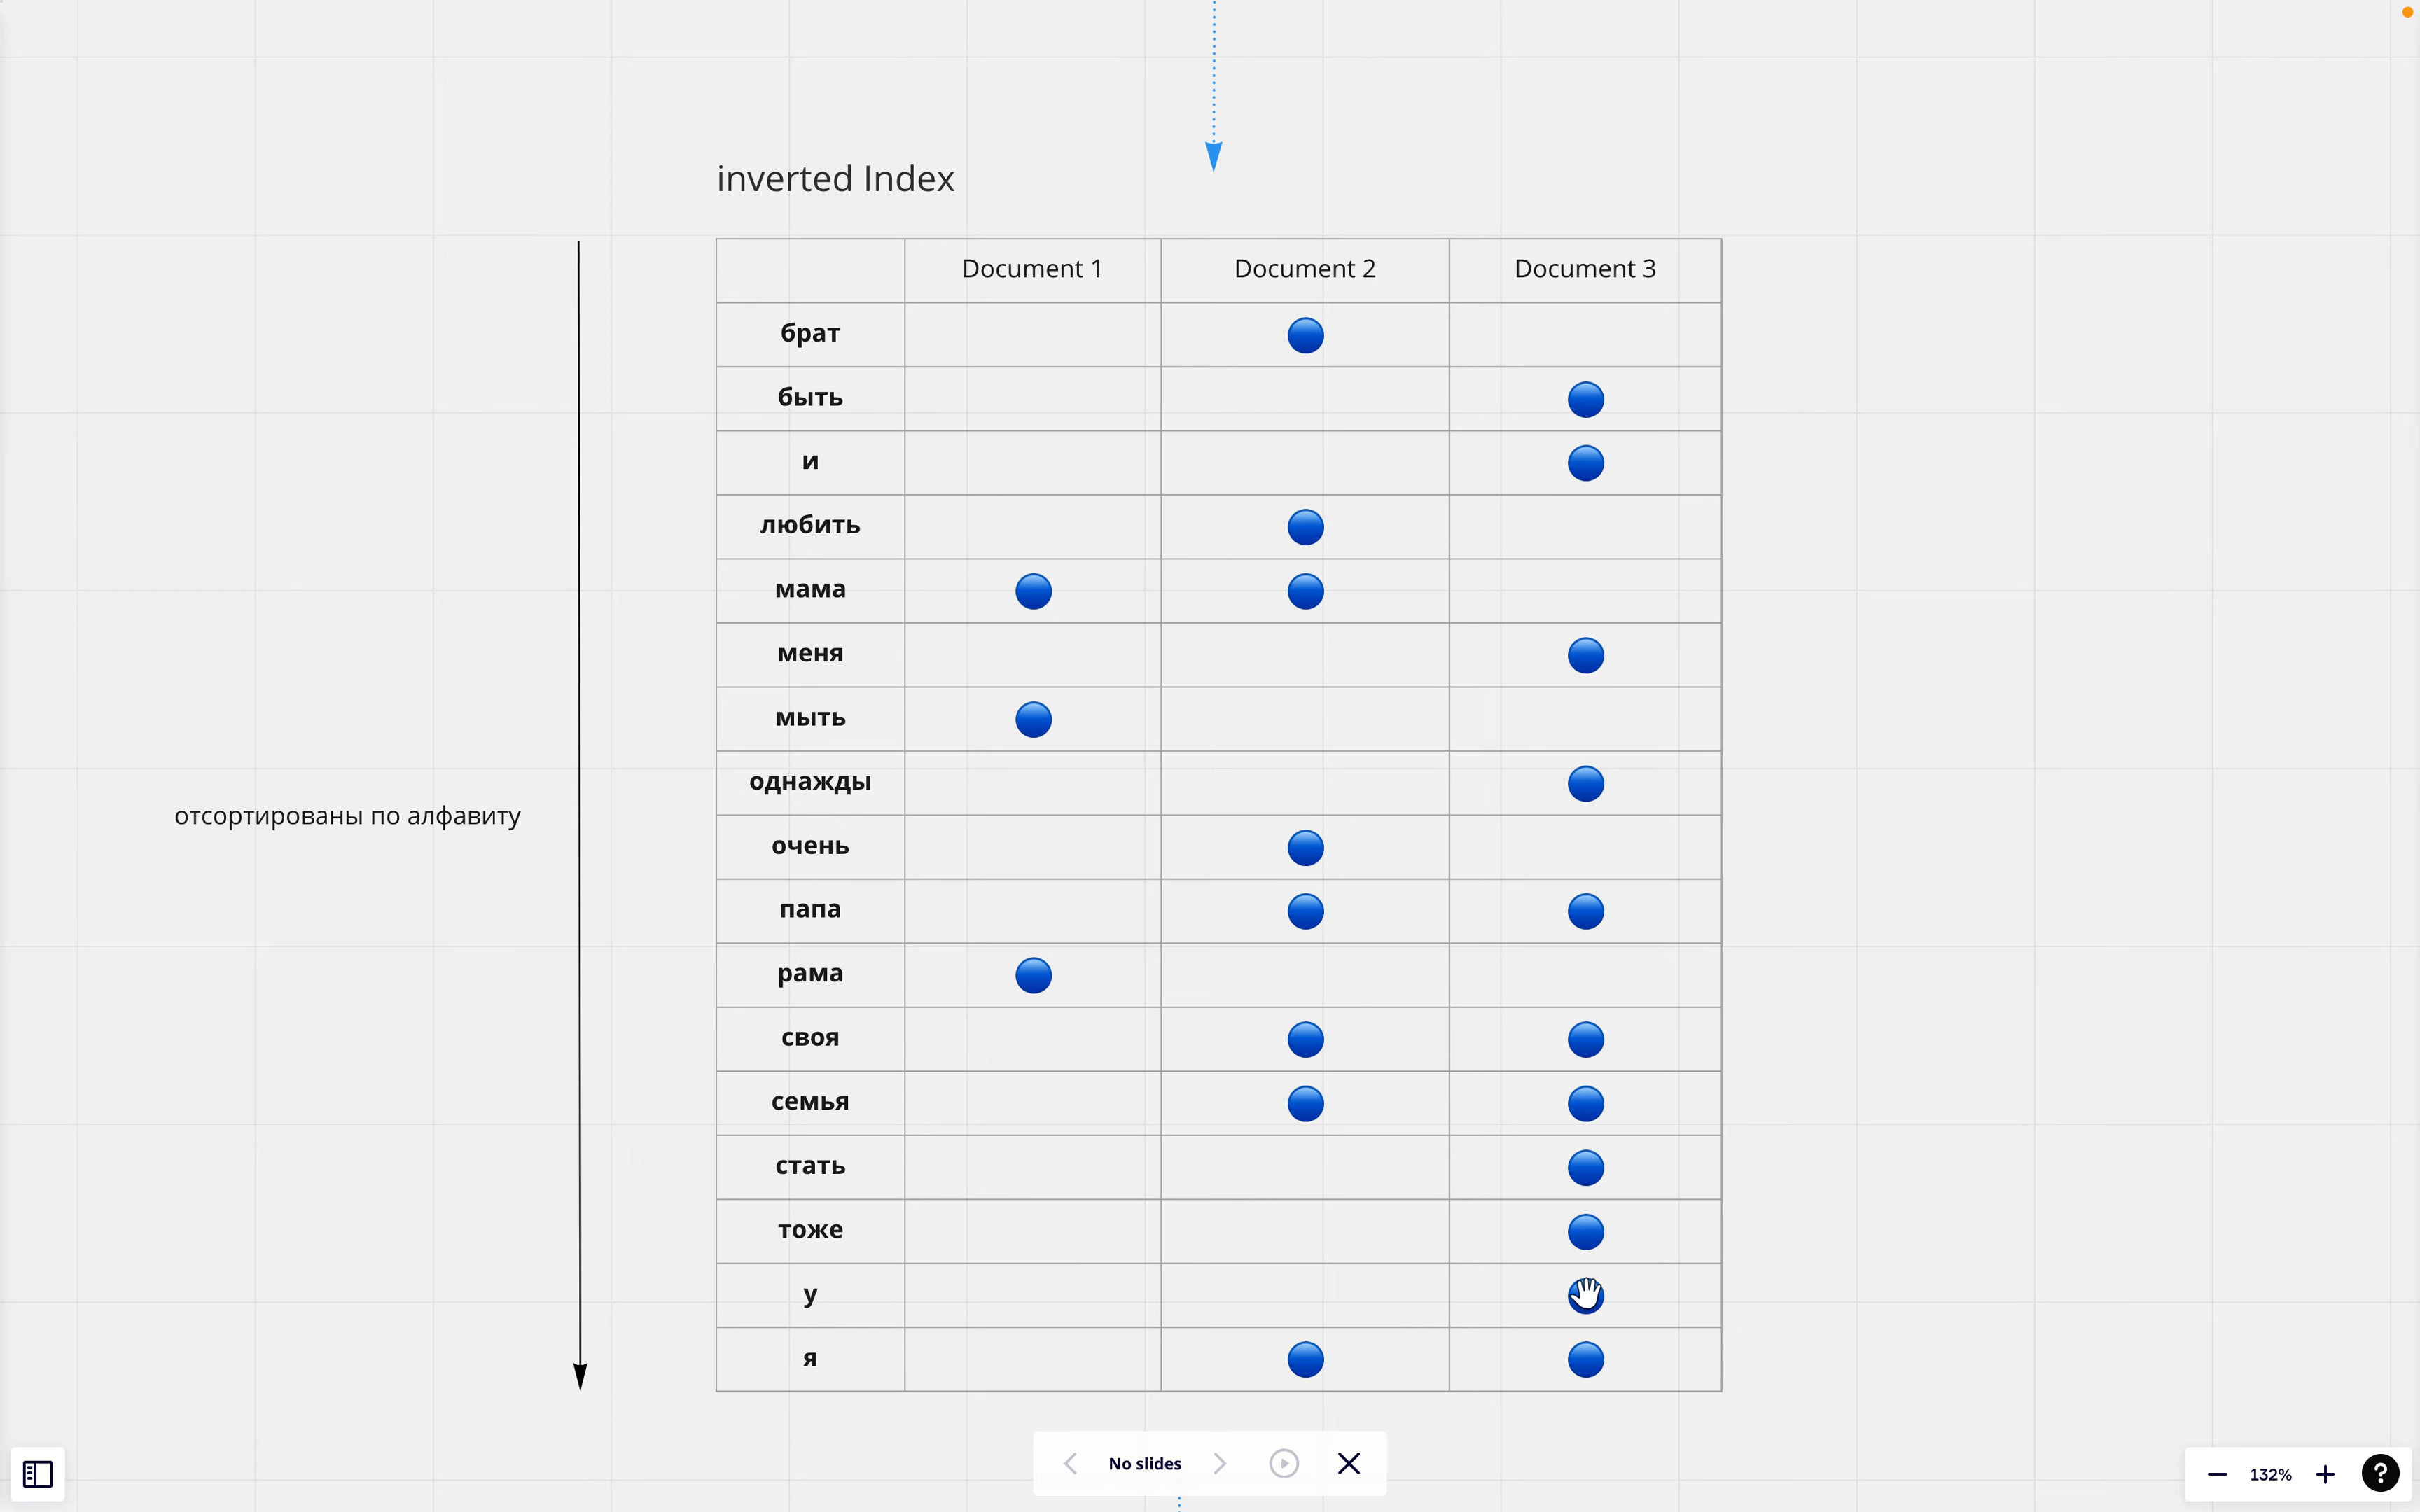 inverted Index
Document 1 Document 2 Document 3
брат
быть
и
любить
мама
меня
мыть
однажды
отсортированы по алфавиту
очень
папа
рама
своя
семья
стать
тоже
у
я
No slides
132%
?